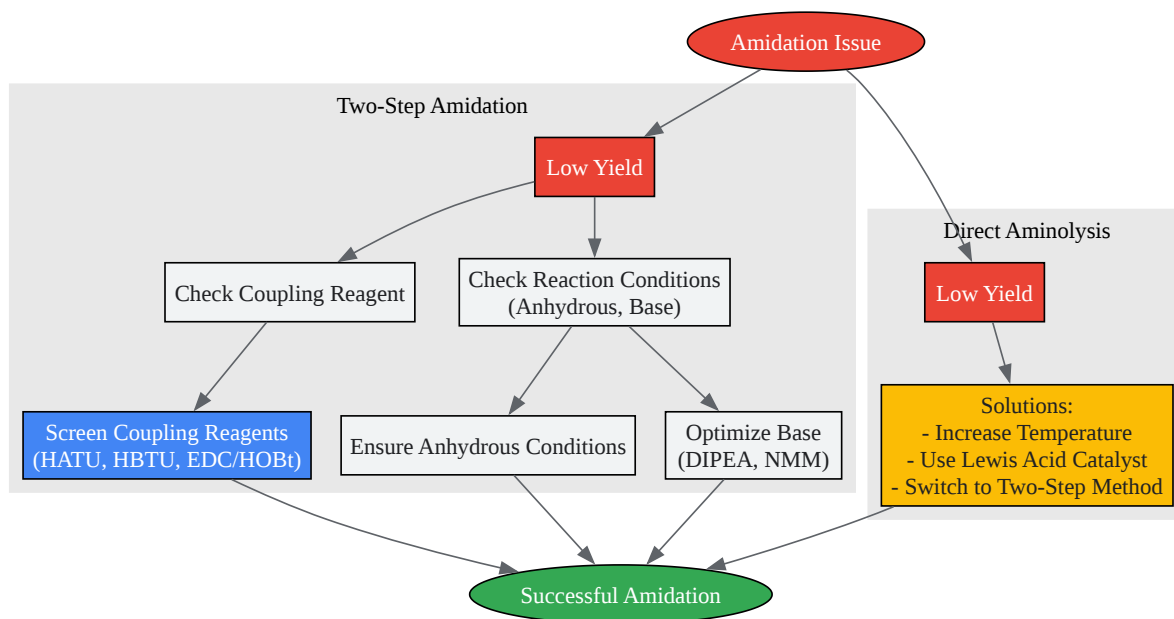 Amidation Issue
Two-Step Amidation
Low Yield
Direct Aminolysis
Check Coupling Reagent
Check Reaction Conditions
(Anhydrous, Base)
Low Yield
Screen Coupling Reagents
(HATU, HBTU, EDC/HOBt)
Ensure Anhydrous Conditions
Optimize Base
(DIPEA, NMM)
Solutions:
- Increase Temperature
- Use Lewis Acid Catalyst
- Switch to Two-Step Method
Successful Amidation